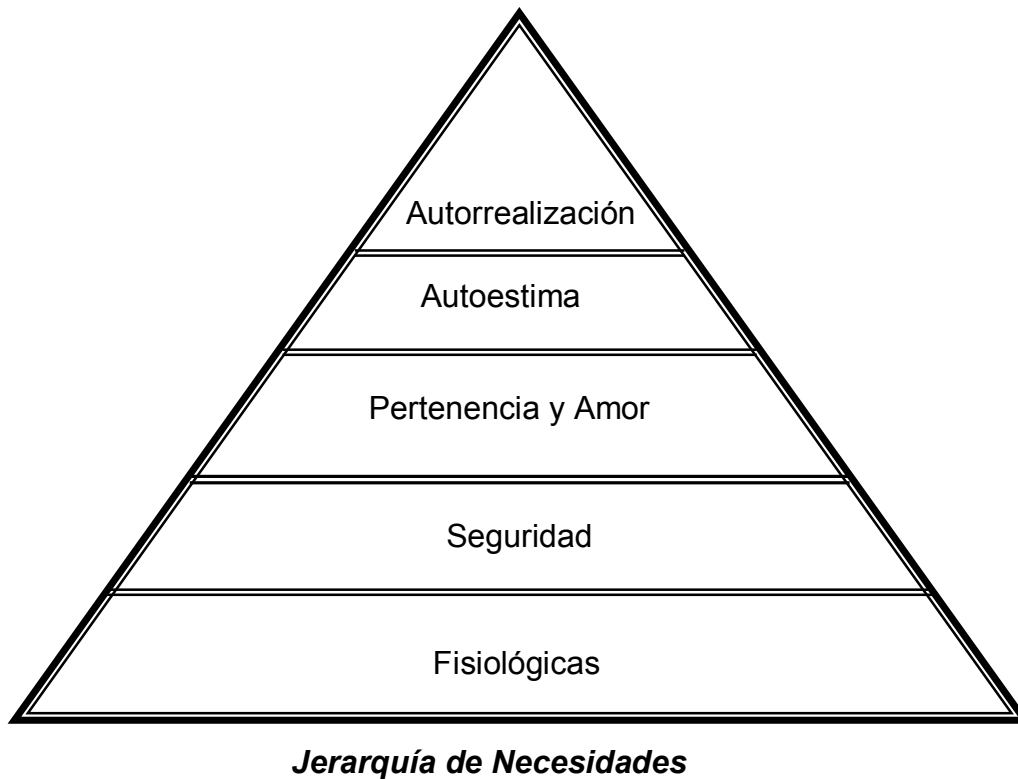 Autorrealización
Autoestima
Pertenencia y Amor
Seguridad
Fisiológicas
Jerarquía de Necesidades